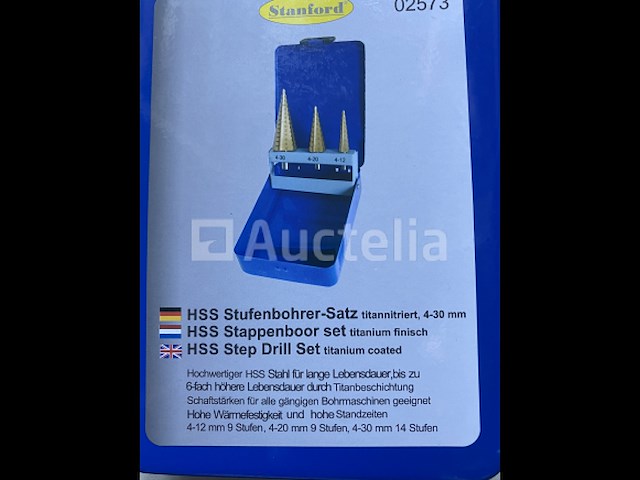 Stanford
02573
4-30 4-20 4-12
Auctelia
HSS Stufenbohrer-Satz titannitriert, 4-30 mm
HSS Stappenboor set titanium finisch
HSS Step Drill Set titanium coated
Hochwertiger HSS Stahl für lange Lebensdauer,bis zu
6-fach höhere Lebensdauer durch Titanbeschichtung
Schaftstärken für alle gängigen Bohrmaschinen geeignet
Hohe Wärmefestigkeit und hohe Standzeiten
4-12 mm 9 Stufen, 4-20 mm 9 Stufen, 4-30 mm 14 Stufen